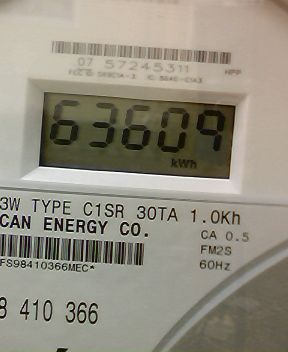 07 57245311
HPP
63609
kWh
3W TYPE C1SR 30TA 1.0Kh
CAN ENERGY CO.
CA 0.5
FM2S
FS98410366MEC*
60Hz
8 410 366